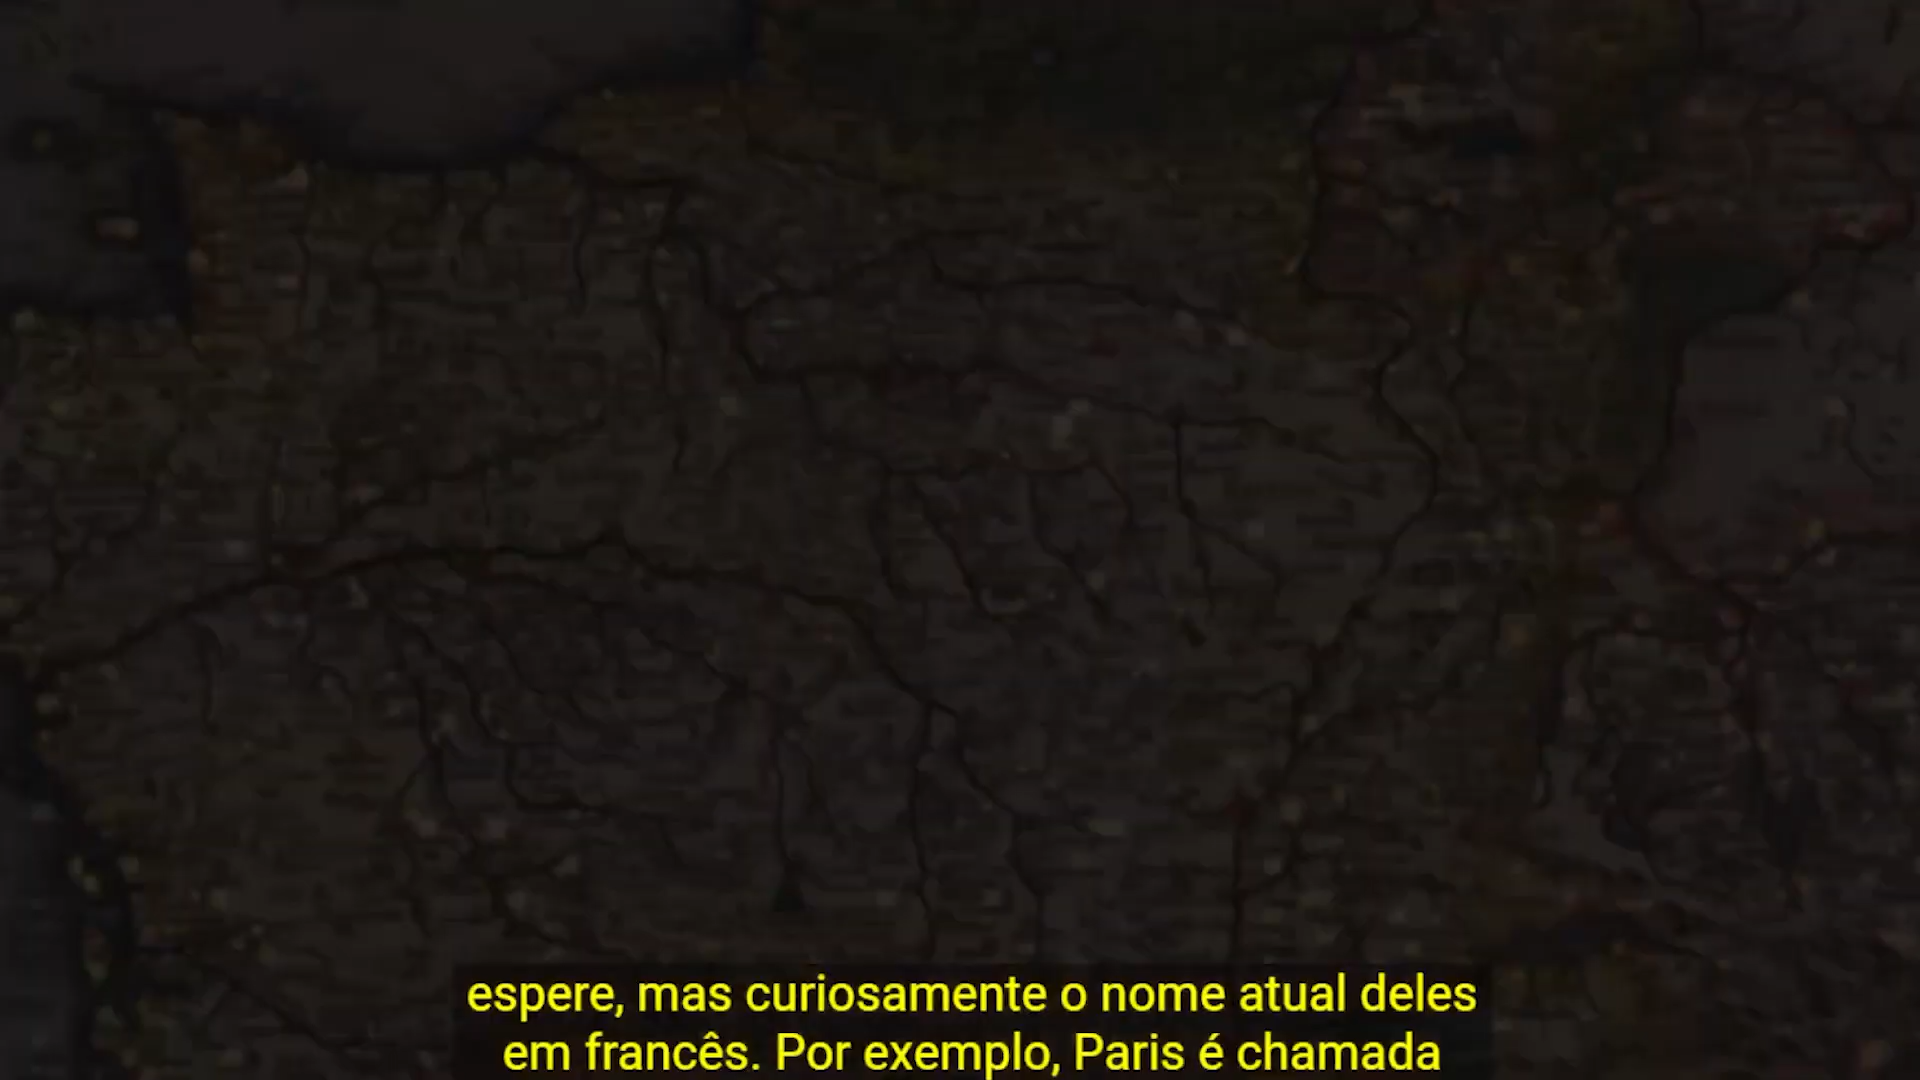 espere, mas curiosamente o nome atual deles
em francês. Por exemplo, Paris é chamada